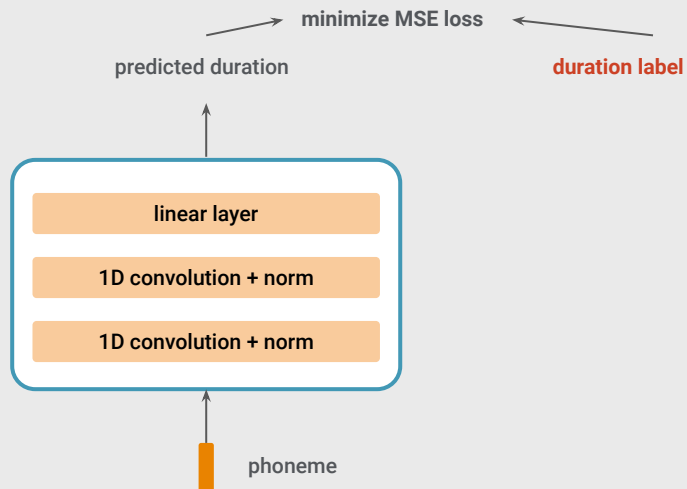 minimize MSE loss
predicted duration
duration label
linear layer
1D convolution + norm
1D convolution + norm
phoneme